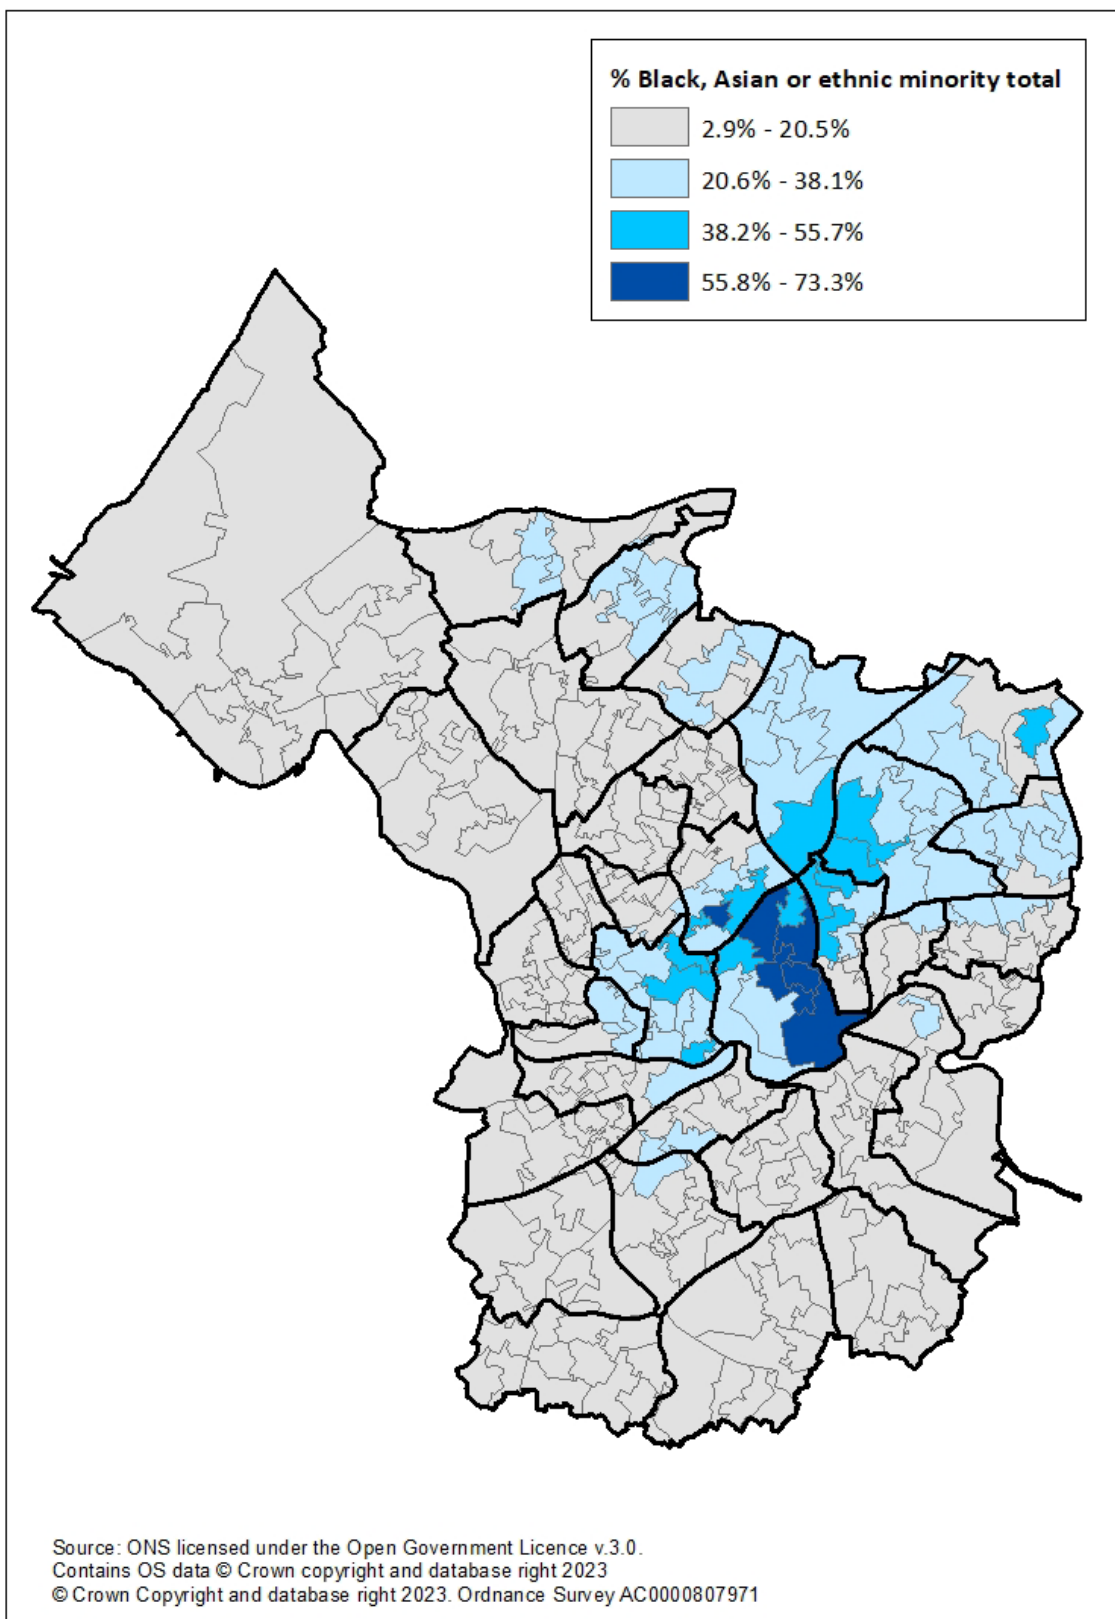 % Black, Asian or ethnic minority total
2.9% - 20.5%
20.6% - 38.1%
38.2% - 55.7%
55.8% - 73.3%
Source: ONS licensed under the Open Government Licence v.3.0.
Contains OS data © Crown copyright and database right 2023
© Crown Copyright and database right 2023. Ordnance Survey AC0000807971